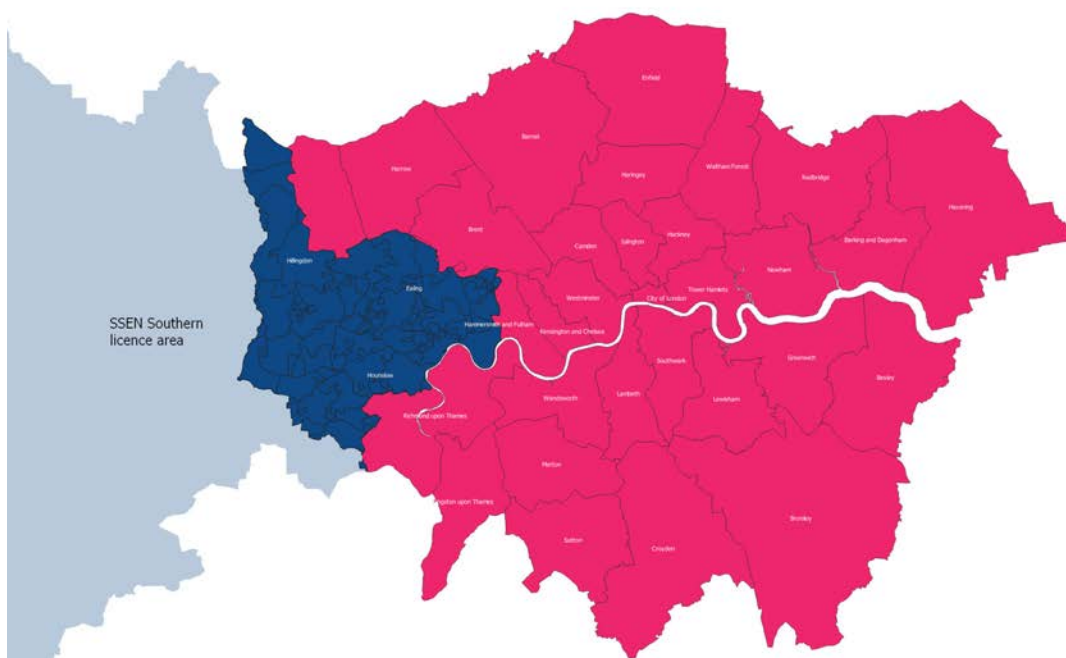 Enfield
Barnet
Harrow
Haringey
Waltham Forest
Redbridge
Havering
Brent
Camden
Islington
Hackney
Barking and Dagenham
Newham
Hillingdon
Ealing
Westminster
City of London
Tower Hamlets
SSEN Southern
licence area
Hammersmith and Fulham
Kensington and Chelsea
Hounslow
Southwark
Greenwich
Bexley
Wandsworth
Lambeth
Lewisham
Richmond upon Thames
Merton
ngston upon Thames
Bromley
Sutton
Croydon